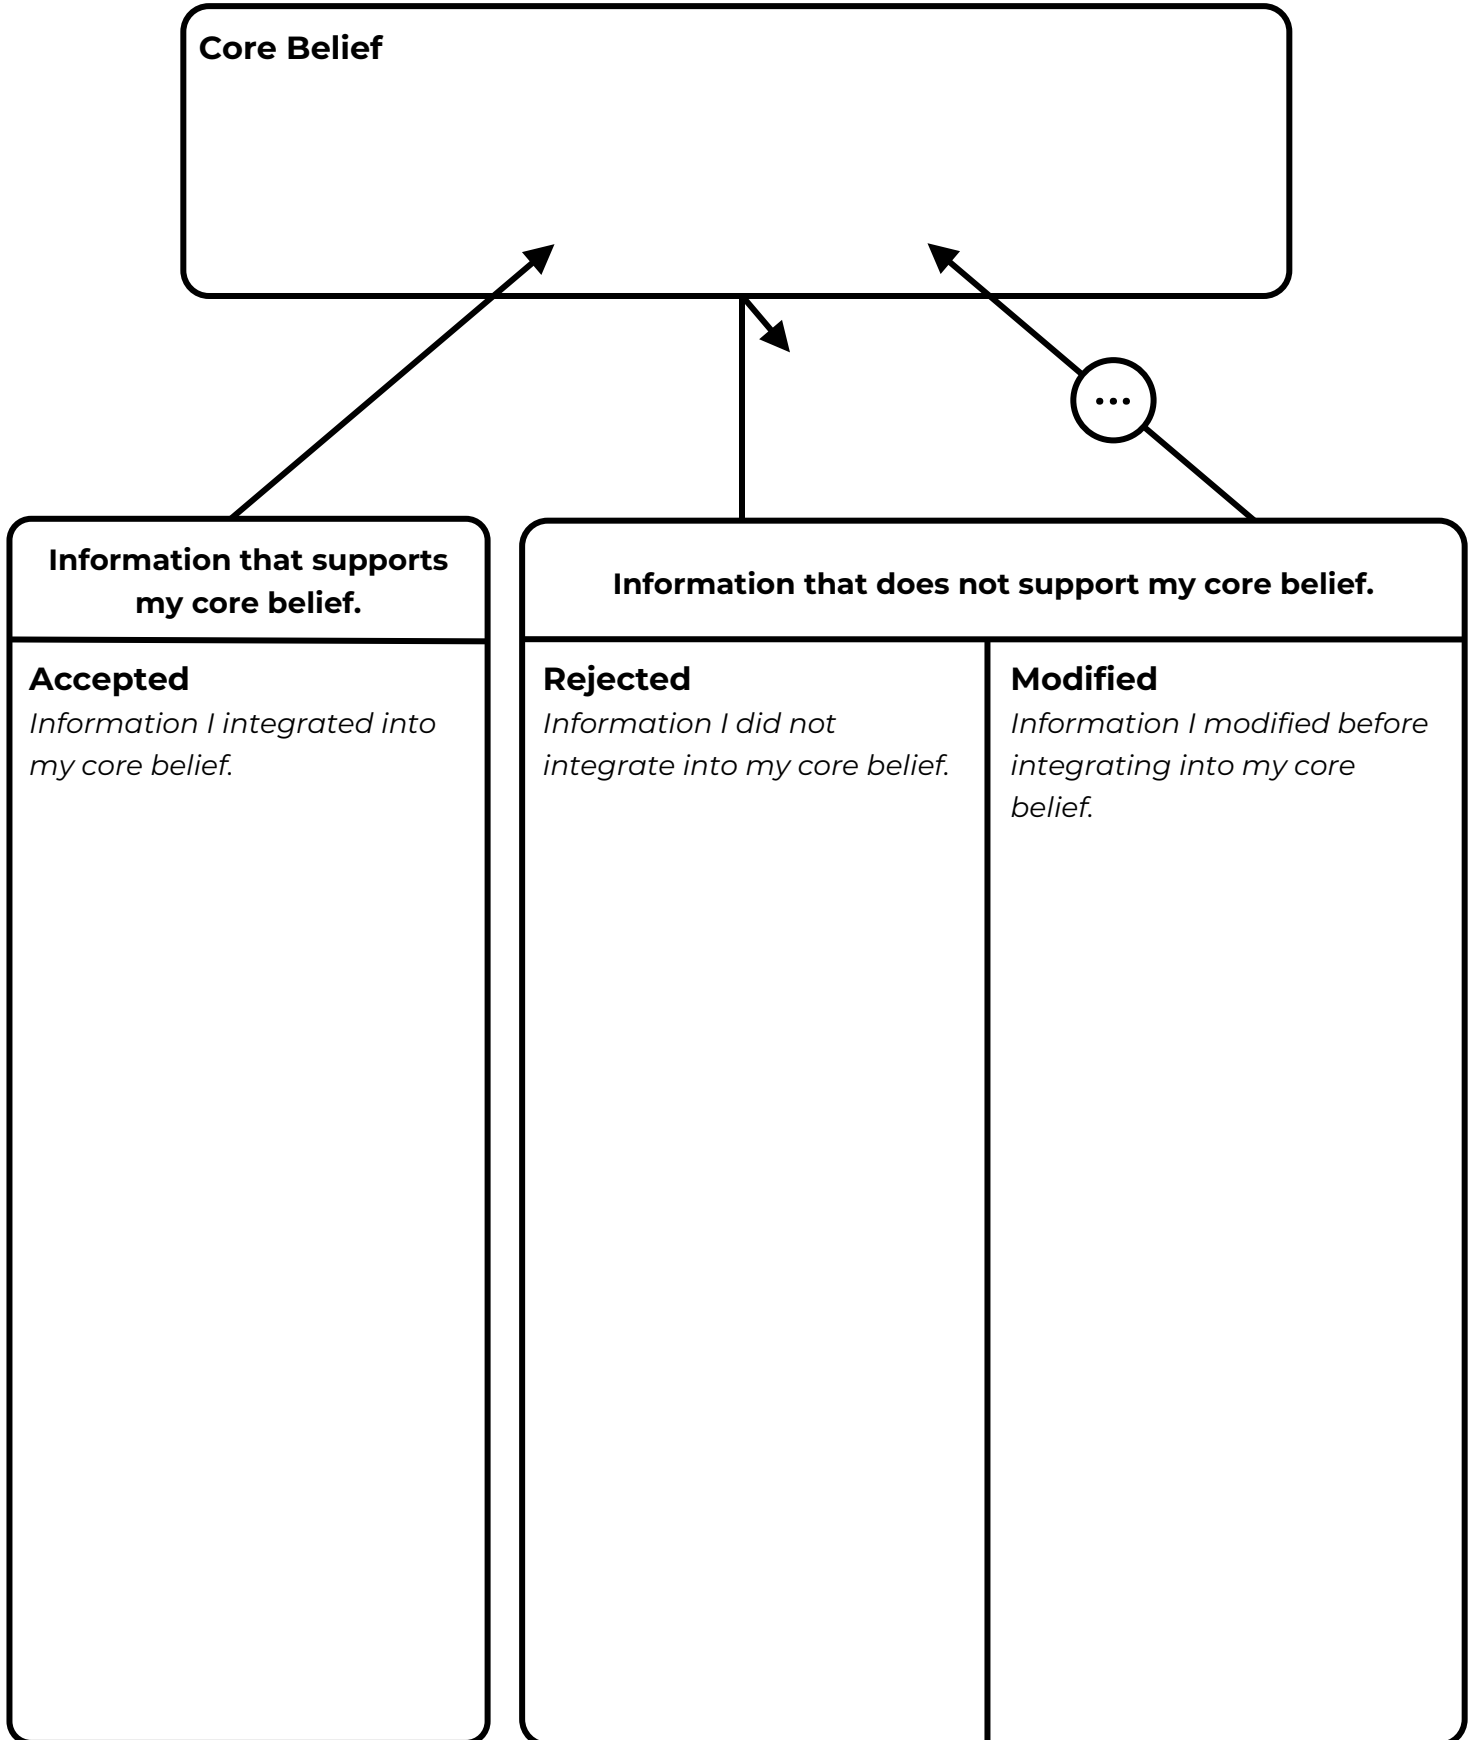 Core Belief
...
Information that supports
my core belief.
Information that does not support my core belief.
Accepted
Information I integrated into
my core belief.
Rejected
Information I did not
integrate into my core belief.
Modified
Information I modified before
integrating into my core
belief.